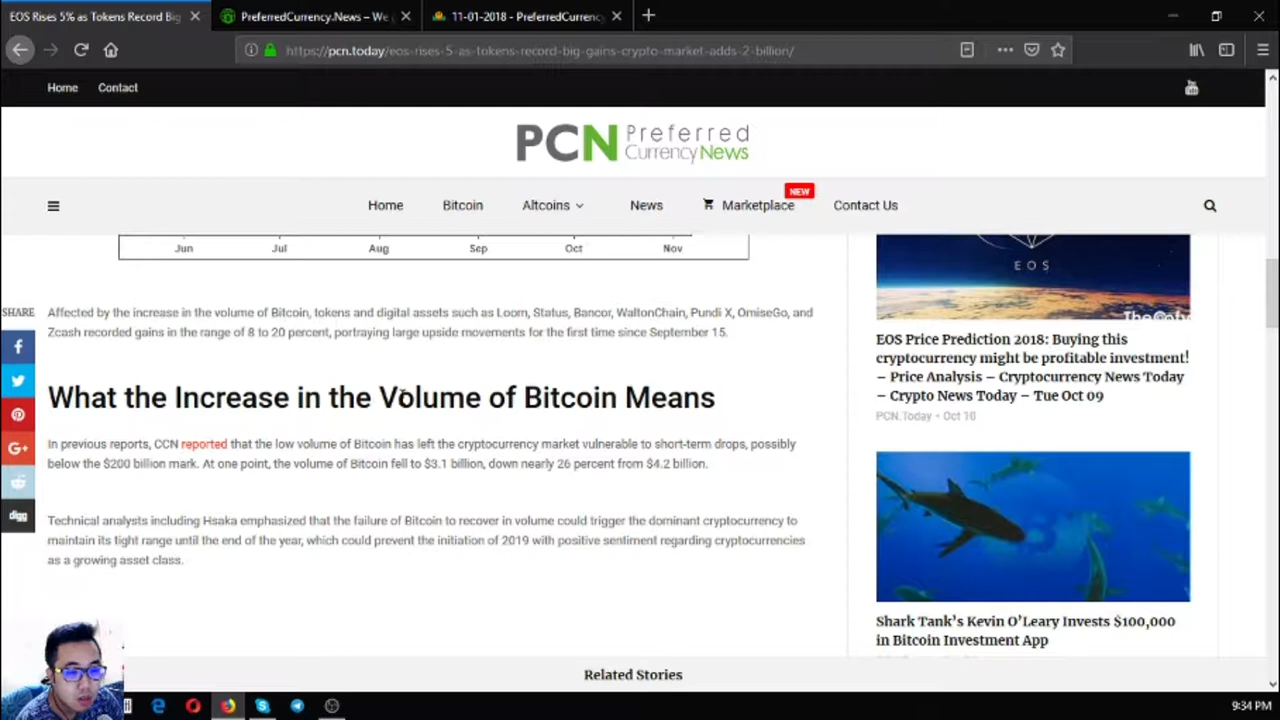 EOS Rises 5% as Tokens Record Big
PreferredCurrency.News – We
11-01-2018 - PreferredCurrency
https://pcn.today/eos-rises-5-as-tokens-record-big-gains-crypto-market-adds-2-billion/
Home Contact
PCN Preferred
Currency News
NEW
Home Bitcoin Altcoins News Marketplace Contact Us
Jun Jul Aug Sep Oct Nov
EOS
SHARE
Affected by the increase in the volume of Bitcoin, tokens and digital assets such as Loom, Status, Bancor, WaltonChain, Pundi X, OmiseGo, and
Zcash recorded gains in the range of 8 to 20 percent, portraying large upside movements for the first time since September 15.
What the Increase in the Volume of Bitcoin Means
In previous reports, CCN reported that the low volume of Bitcoin has left the cryptocurrency market vulnerable to short-term drops, possibly
below the $200 billion mark. At one point, the volume of Bitcoin fell to $3.1 billion, down nearly 26 percent from $4.2 billion.
Technical analysts including Hsaka emphasized that the failure of Bitcoin to recover in volume could trigger the dominant cryptocurrency to
maintain its tight range until the end of the year, which could prevent the initiation of 2019 with positive sentiment regarding cryptocurrencies
as a growing asset class.
digg
EOS Price Prediction 2018: Buying this
cryptocurrency might be profitable investment!
– Price Analysis – Cryptocurrency News Today
– Crypto News Today – Tue Oct 09
PCN.Today - Oct 10
Shark Tank's Kevin O'Leary Invests $100,000
in Bitcoin Investment App
Related Stories
9:34 PM